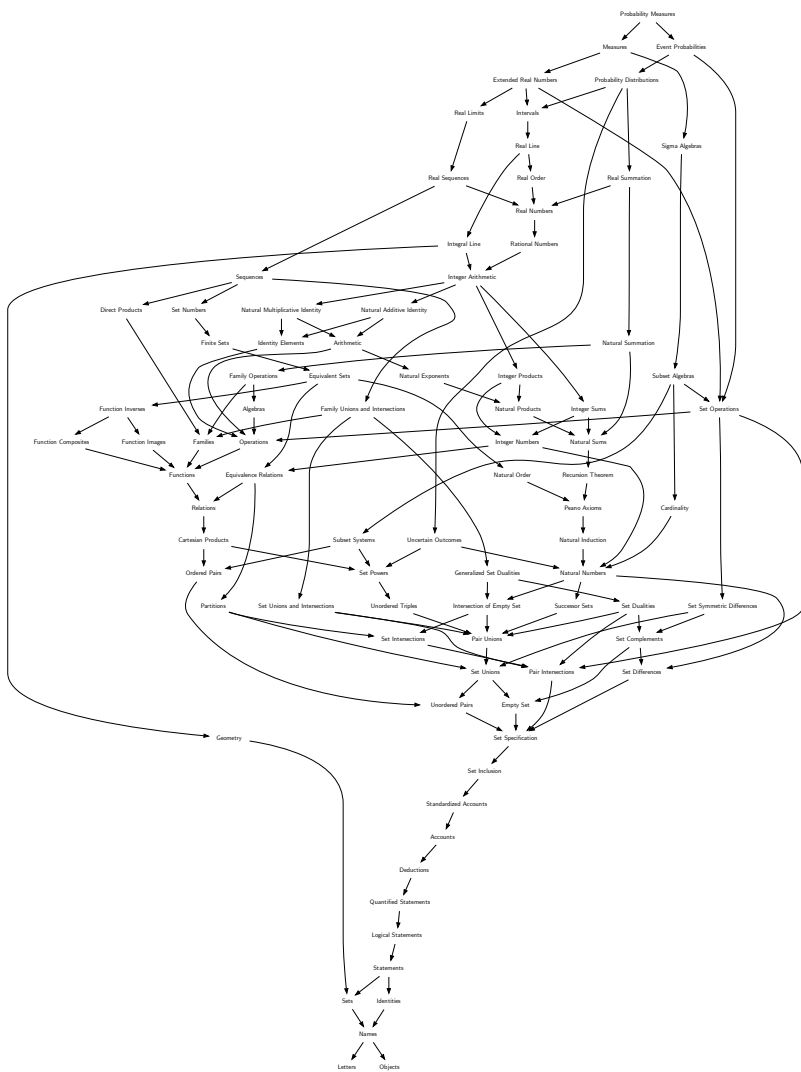 Probability Measures
Measures Event Probabilities
Extended Real Numbers Probability Distributions
Real Limits Intervals
Real Line Sigma Algebras
Real Sequences Real Order Real Summation
Real Numbers
Integral Line Rational Numbers
Sequences Integer Arithmetic
Direct Products Set Numbers Natural Multiplicative Identity Natural Additive Identity
Finite Sets Identity Elements Arithmetic Natural Summation
Family Operations Equivalent Sets Natural Exponents Integer Products Subset Algebras
Function Inverses Algebras Family Unions and Intersections Natural Products Integer Sums Set Operations
Function Composites Function Images Families Operations Integer Numbers Natural Sums
Functions Equivalence Relations Natural Order Recursion Theorem
Relations Peano Axioms Cardinality
Cartesian Products Subset Systems Uncertain Outcomes Natural Induction
Ordered Pairs Set Powers Generalized Set Dualities Natural Numbers
Partitions Set Unions and Intersections Unordered Triples Intersection of Empty Set Successor Sets Set Dualities Set Symmetric Differences
Set Intersections Pair Unions Set Complements
Set Unions Pair Intersections Set Differences
Unordered Pairs Empty Set
Geometry Set Specification
Set Inclusion
Standardized Accounts
Accounts
Deductions
Quantified Statements
Logical Statements
Statements
Sets Identities
Names
Letters Objects